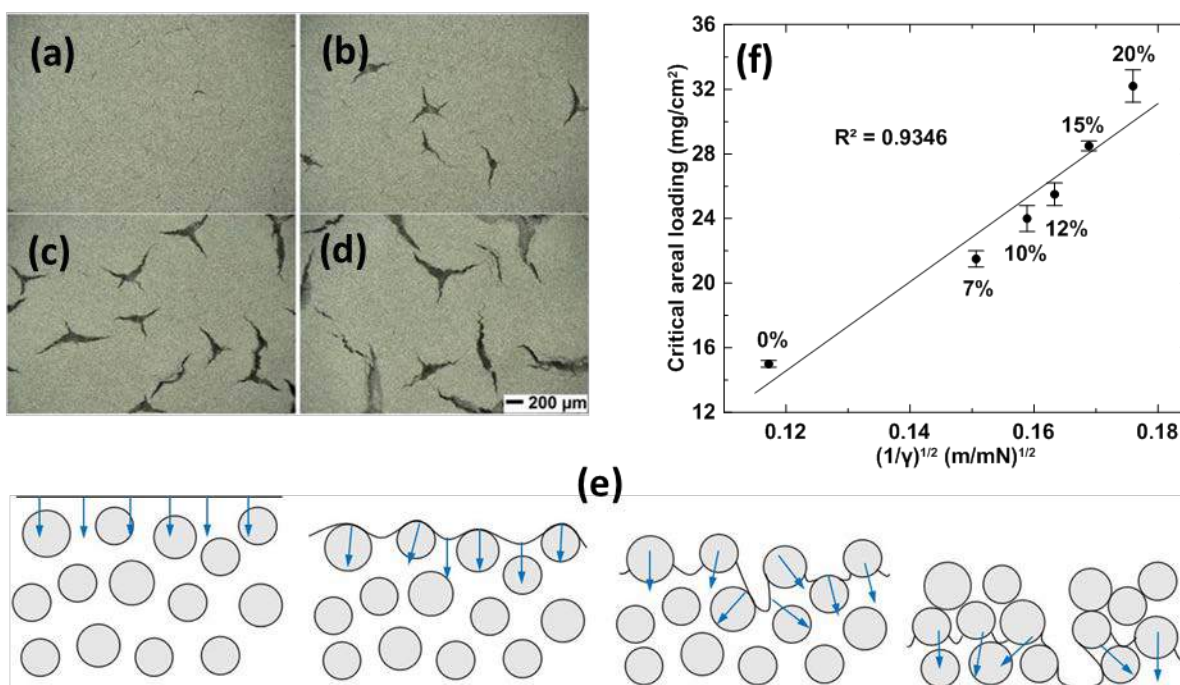 (a)
(b)
(c)
(d)
200 µm
(e)
(f)
Critical areal loading (mg/cm²)
36
32
28
24
20
16
12
R² = 0.9346
0%
7%
10%
12%
15%
20%
0.12
0.14
0.16
0.18
(1/γ)¹/² (m/mN)¹/²